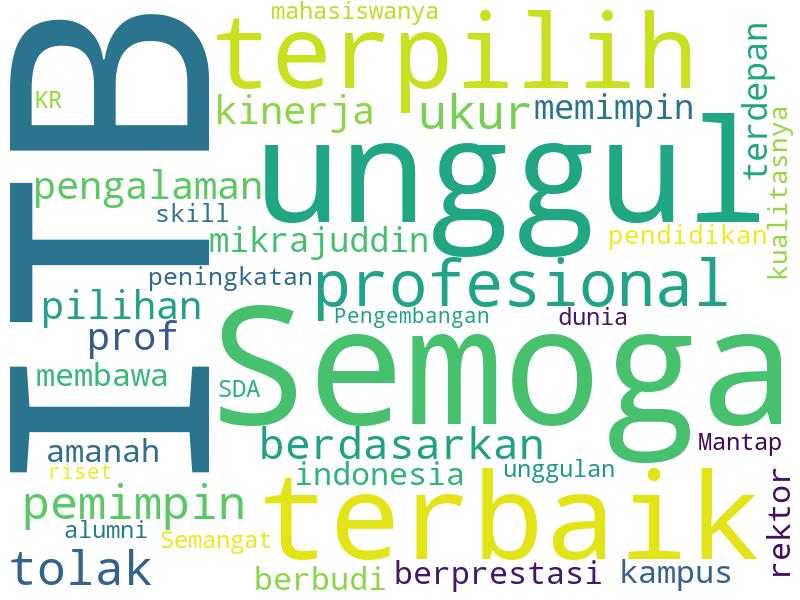 ITB
mahasiswanya
terpilih
KR
kinerja
ukur
memimpin
terdepan
kualitasnya
unggul
pengalaman
skill
mikrajuddin
pendidikan
peningkatan
profesional
pilihan
Pengembangan
dunia
prof
Semoga
membawa
SDA
berdasarkan
Mantap
amanah
riset
indonesia
unggulan
terbaik
rektor
pemimpin
alumni
Semangat
tolak
berbudi
berprestasi
kampus